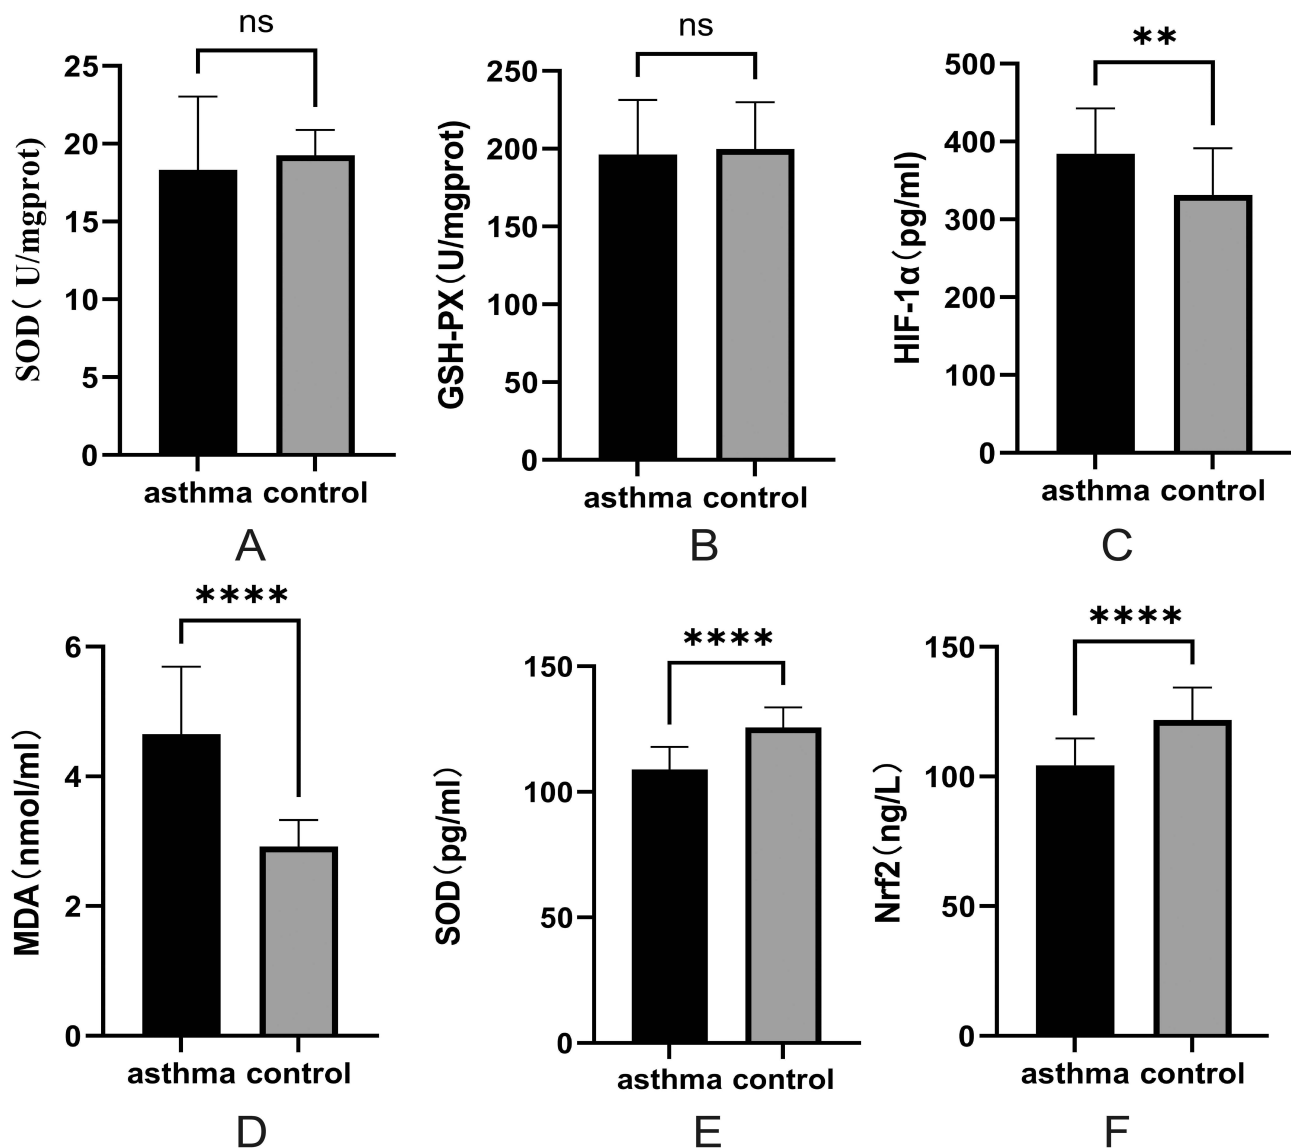 ns
25
20
15
10
5
0
SOD( U/mgprot)
asthma control
A
ns
250
200
150
100
50
0
GSH-PX(U/mgprot)
asthma control
B
**
500
400
300
200
100
0
HIF-1α(pg/ml)
asthma control
C
****
6
4
2
0
MDA(nmol/ml)
asthma control
D
****
150
100
50
0
SOD(pg/ml)
asthma control
E
****
150
100
50
0
Nrf2(ng/L)
asthma control
F